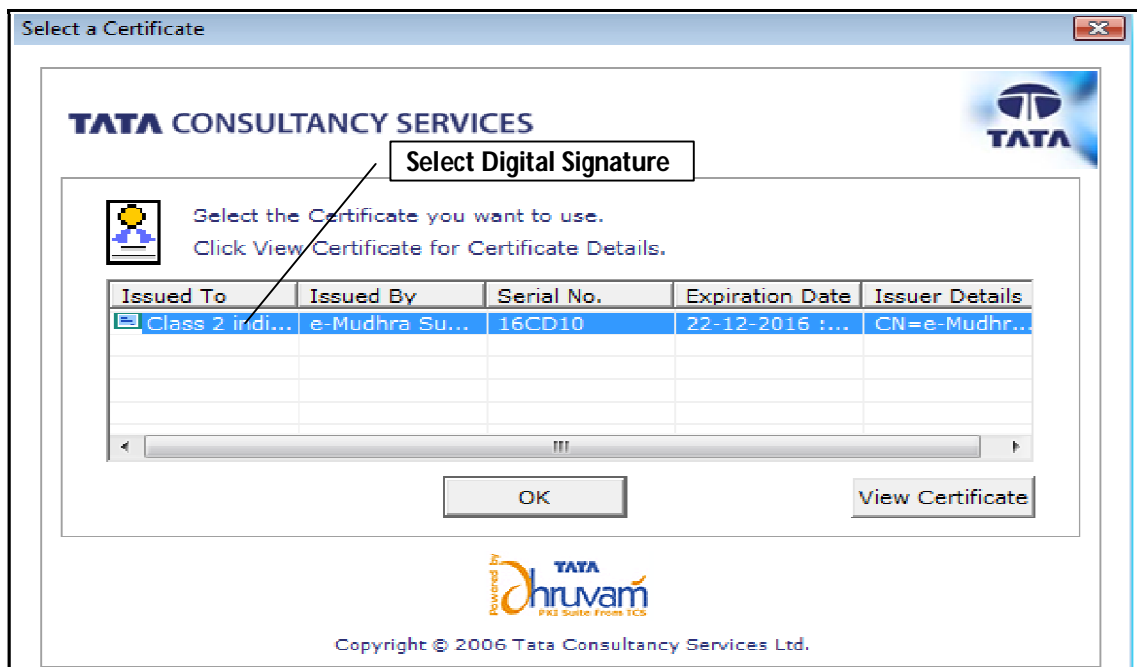 Select a Certificate
TATA CONSULTANCY SERVICES
TATA
Select Digital Signature
Select the Certificate you want to use.
Click View Certificate for Certificate Details.
Issued To Issued By Serial No. Expiration Date Issuer Details
Class 2 indi... e-Mudhra Su... 16CD10 22-12-2016 :... CN=e-Mudhr...
OK View Certificate
Powered by
TATA
Dhruvam
PKI Suite From TCS
Copyright © 2006 Tata Consultancy Services Ltd.